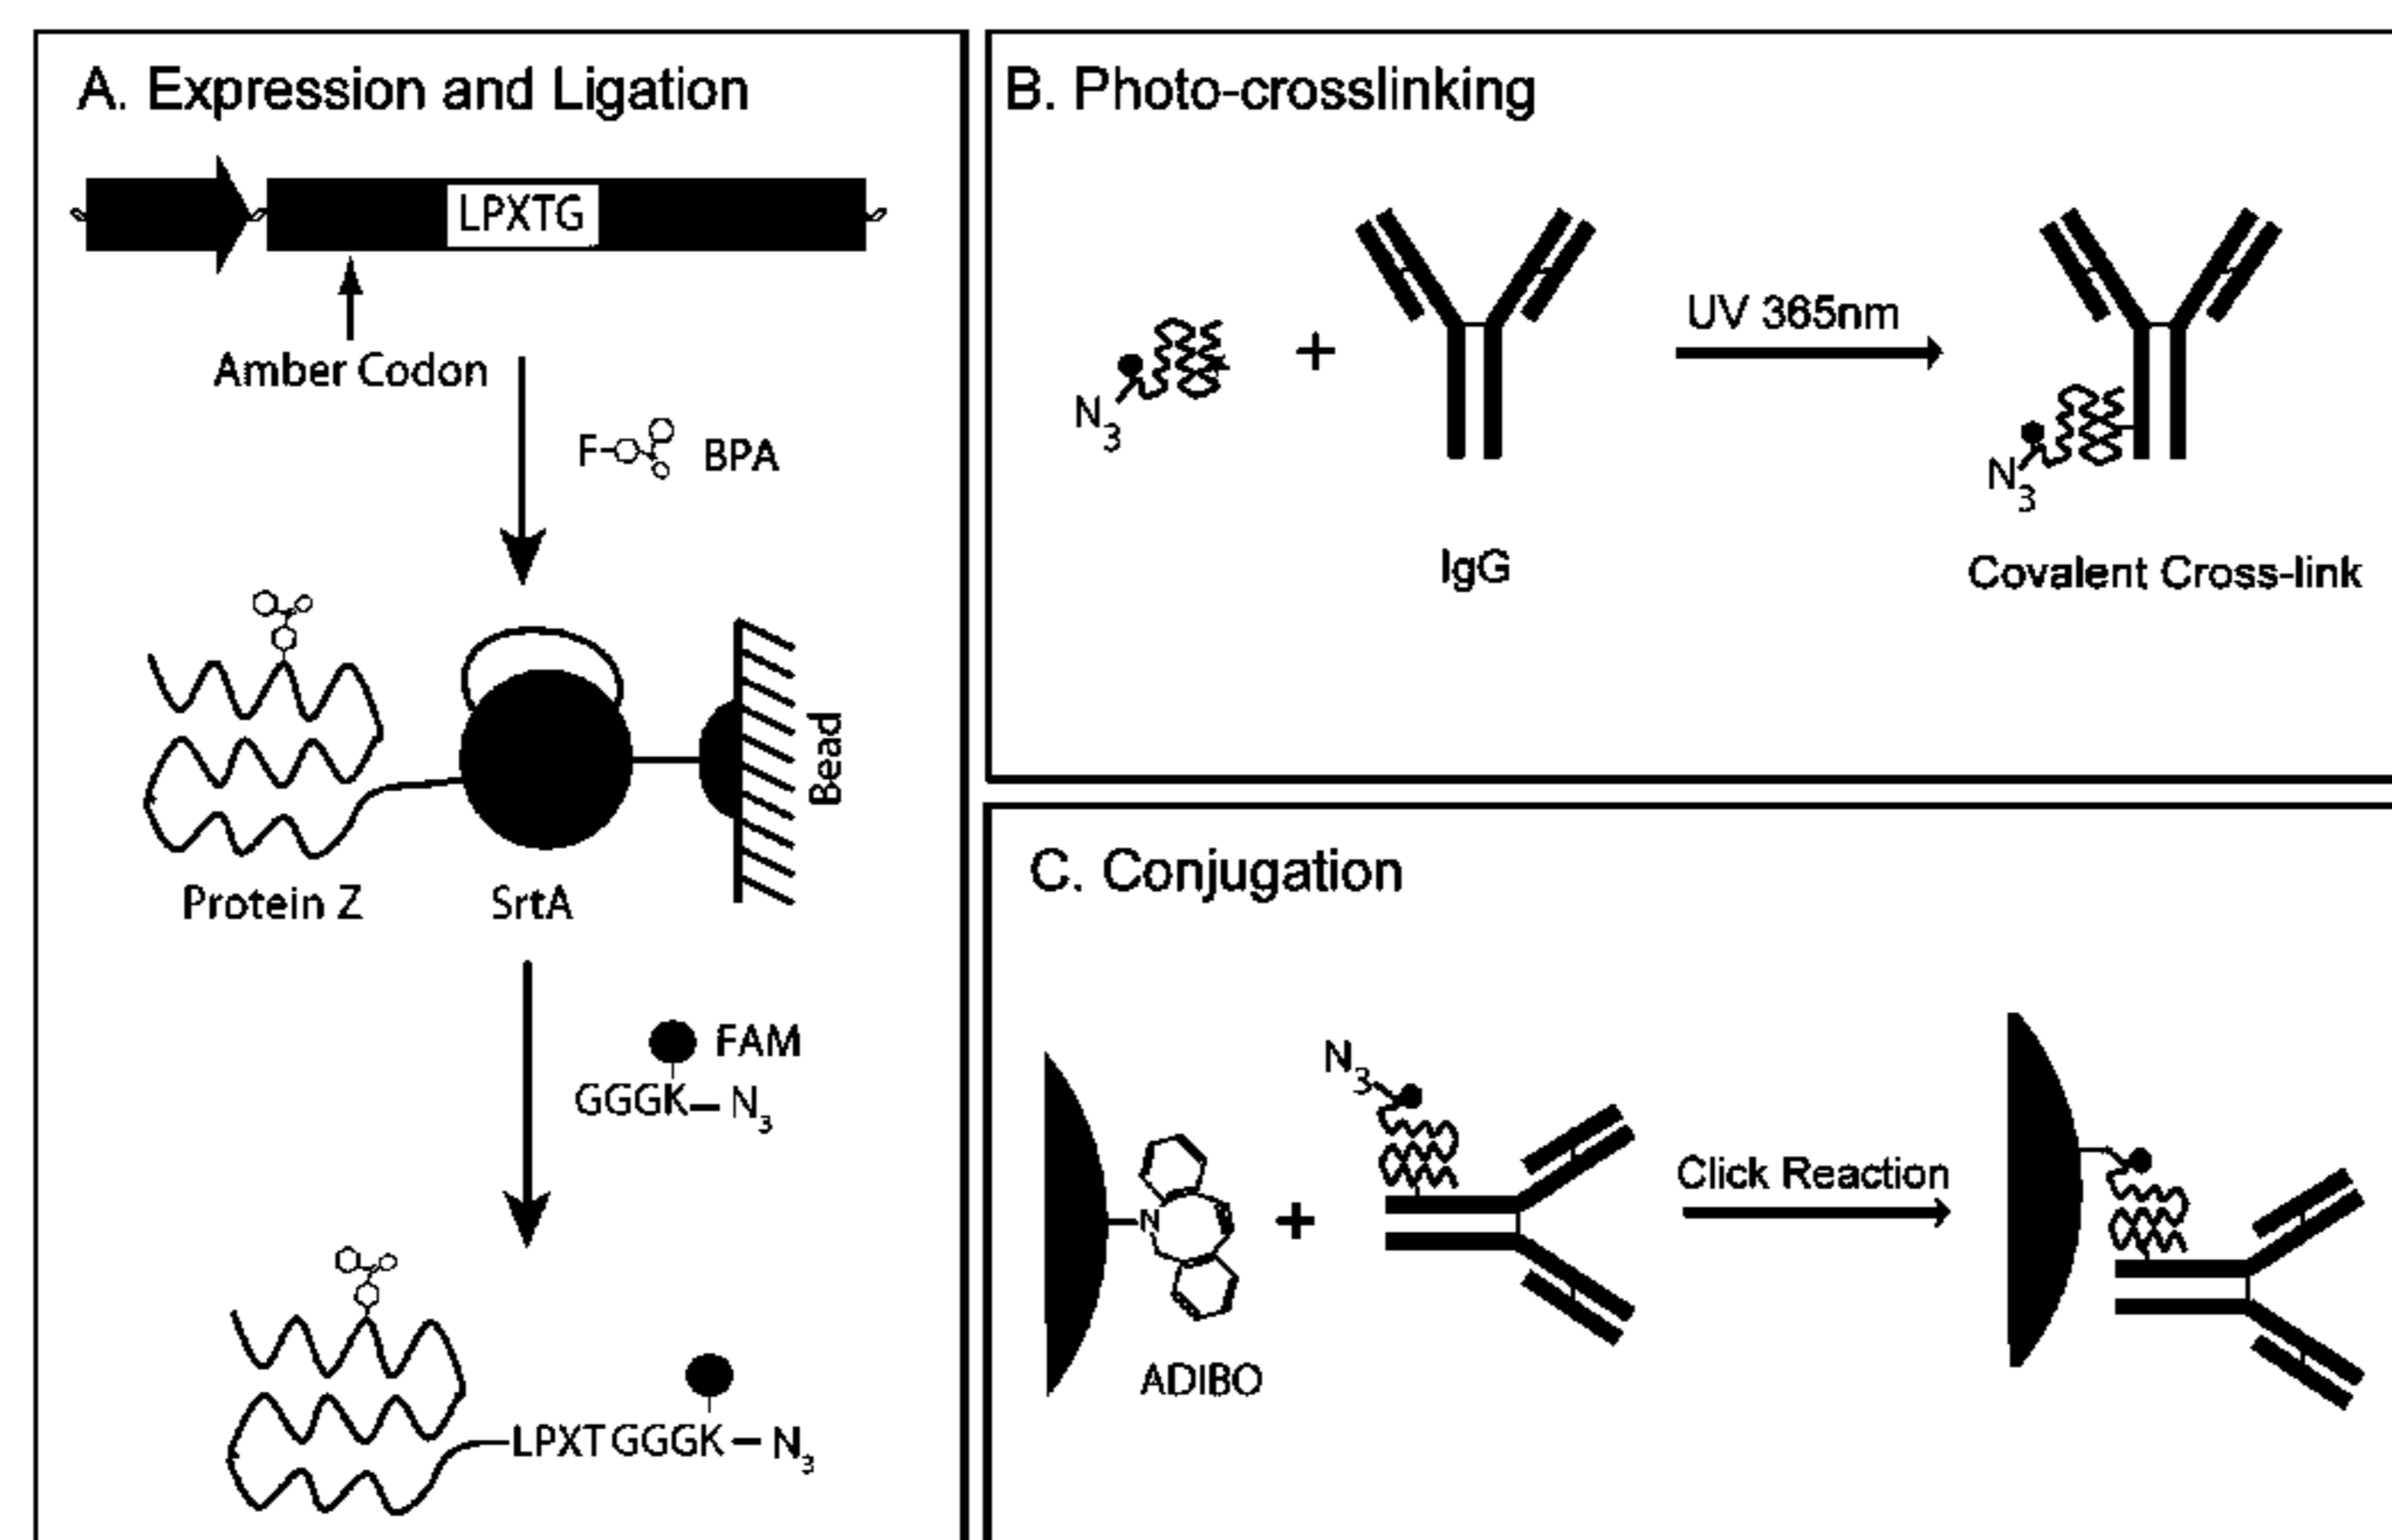 A. Expression and Ligation
LPXTG
Amber Codon
F BPA
Bead
Protein Z SrtA
FAM
GGGK N3
LPXTGGGK N3
B. Photo-crosslinking
N3
+
UV 365nm
N3
IgG
Covalent Cross-link
C. Conjugation
N3
N
+
Click Reaction
ADIBO